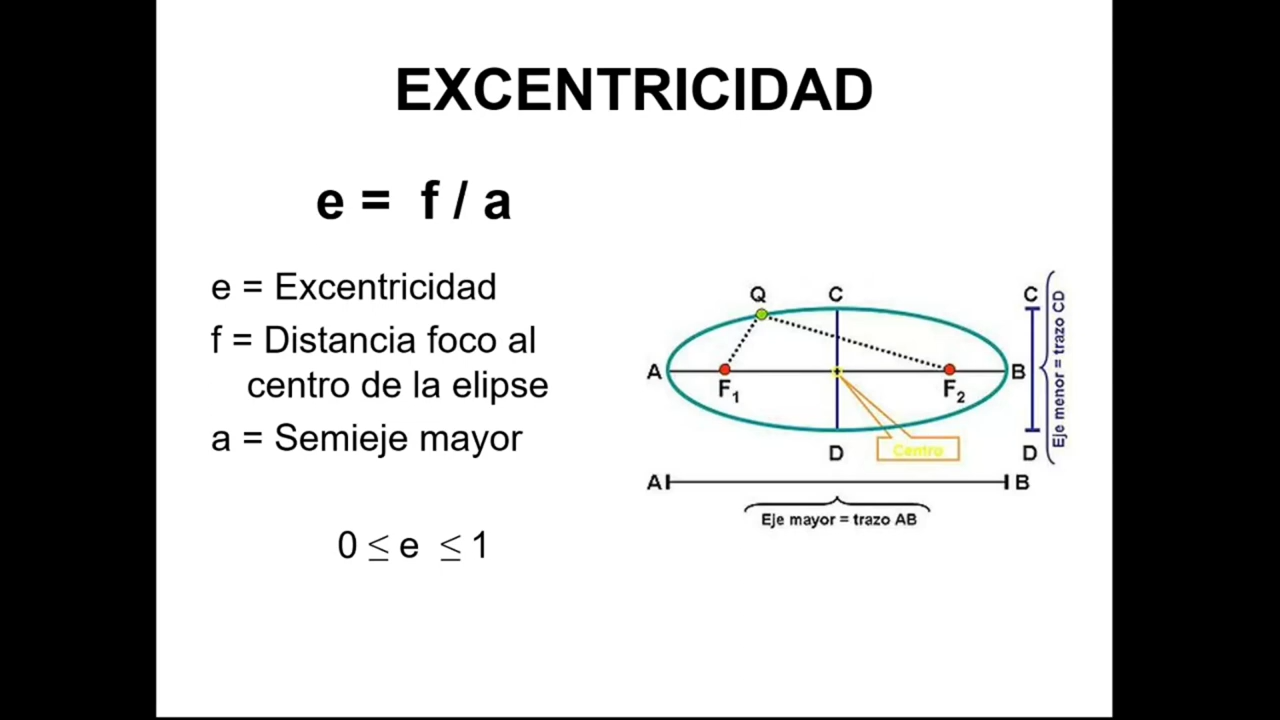 EXCENTRICIDAD
e = f / a
e = Excentricidad
f = Distancia foco al
centro de la elipse
a = Semieje mayor
0 ≤ e ≤ 1
Q
C
C
A
F1
F2
B
Eje menor = trazo CD
D
Centro
D
A
B
Eje mayor = trazo AB